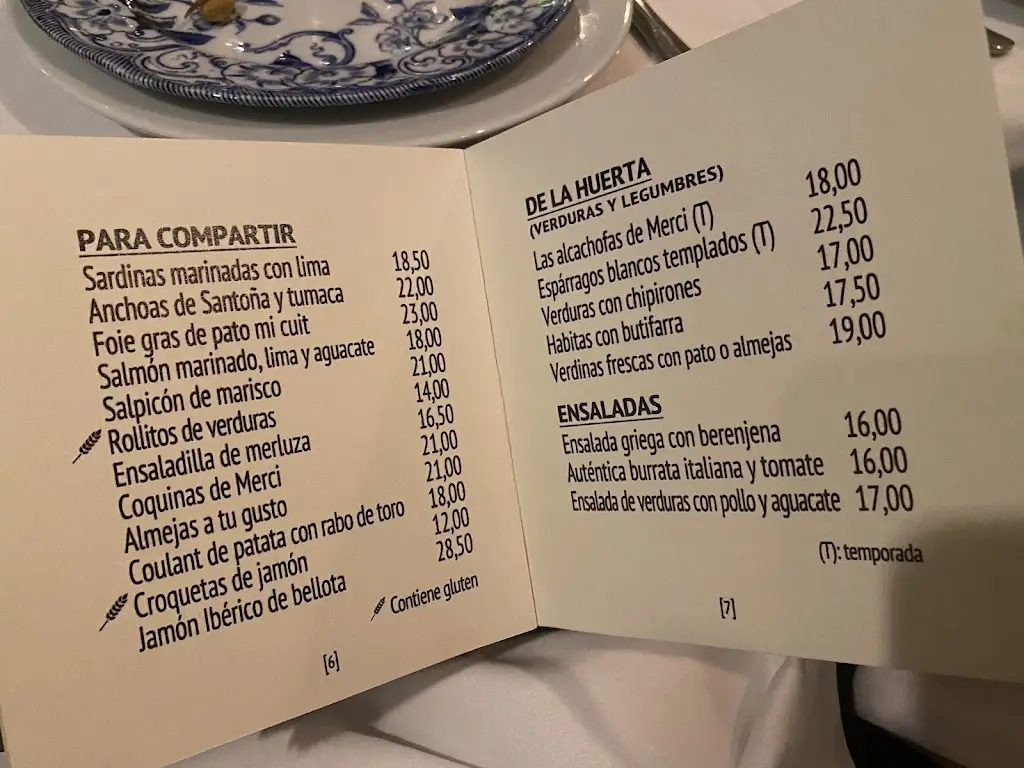 PARA COMPARTIR
Sardinas marinadas con lima 18,50
Anchoas de Santoña y tumaca 22,00
Foie gras de pato mi cuit 23,00
Salmón marinado, lima y aguacate 18,00
Salpicón de marisco 21,00
Rollitos de verduras 14,00
Ensaladilla de merluza 16,50
Coquinas de Merci 21,00
Almejas a tu gusto 21,00
Coulant de patata con rabo de toro 18,00
Croquetas de jamón 12,00
Jamón Ibérico de bellota 28,50
Contiene gluten
[6]
DE LA HUERTA
(VERDURAS Y LEGUMBRES)
Las alcachofas de Merci (T) 18,00
Espárragos blancos templados (T) 22,50
Verduras con chipirones 17,00
Habitas con butifarra 17,50
Verdinas frescas con pato o almejas 19,00
ENSALADAS
Ensalada griega con berenjena 16,00
Auténtica burrata italiana y tomate 16,00
Ensalada de verduras con pollo y aguacate 17,00
(T): temporada
[7]